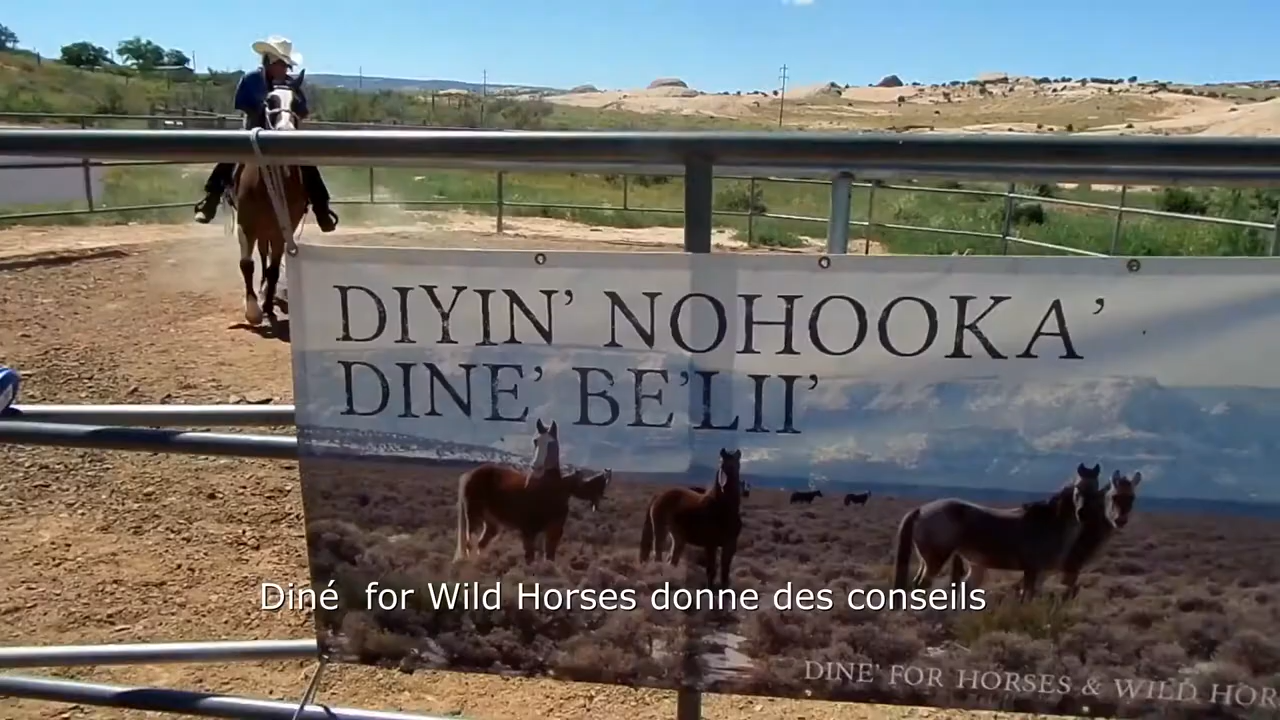 DIYIN' NOHOOKA'
DINE' BE'LII'
Diné for Wild Horses donne des conseils
DINE' FOR HORSES & WILD HOR